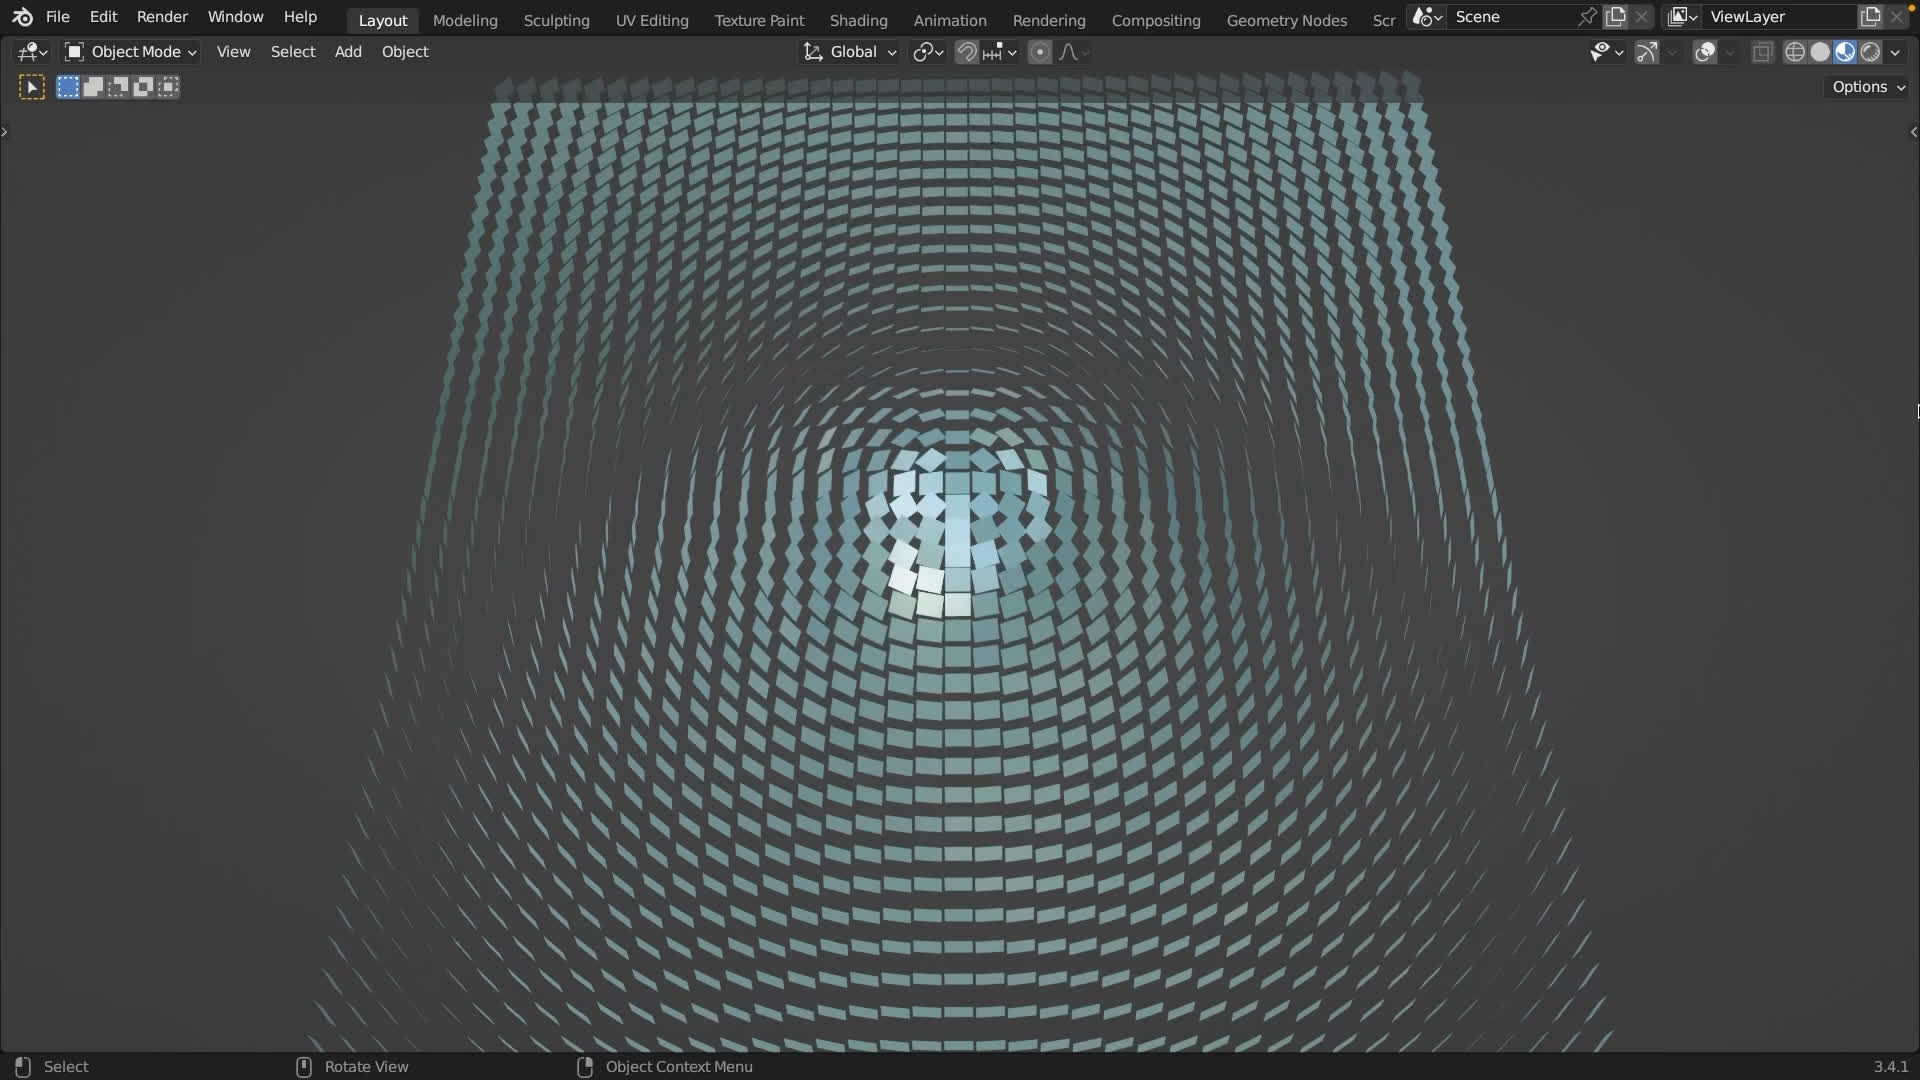 File Edit Render Window Help Layout Modeling Sculpting UV Editing Texture Paint Shading Animation Rendering Compositing Geometry Nodes Scr Scene ViewLayer
Object Mode View Select Add Object Global
Options
Select Rotate View Object Context Menu 3.4.1